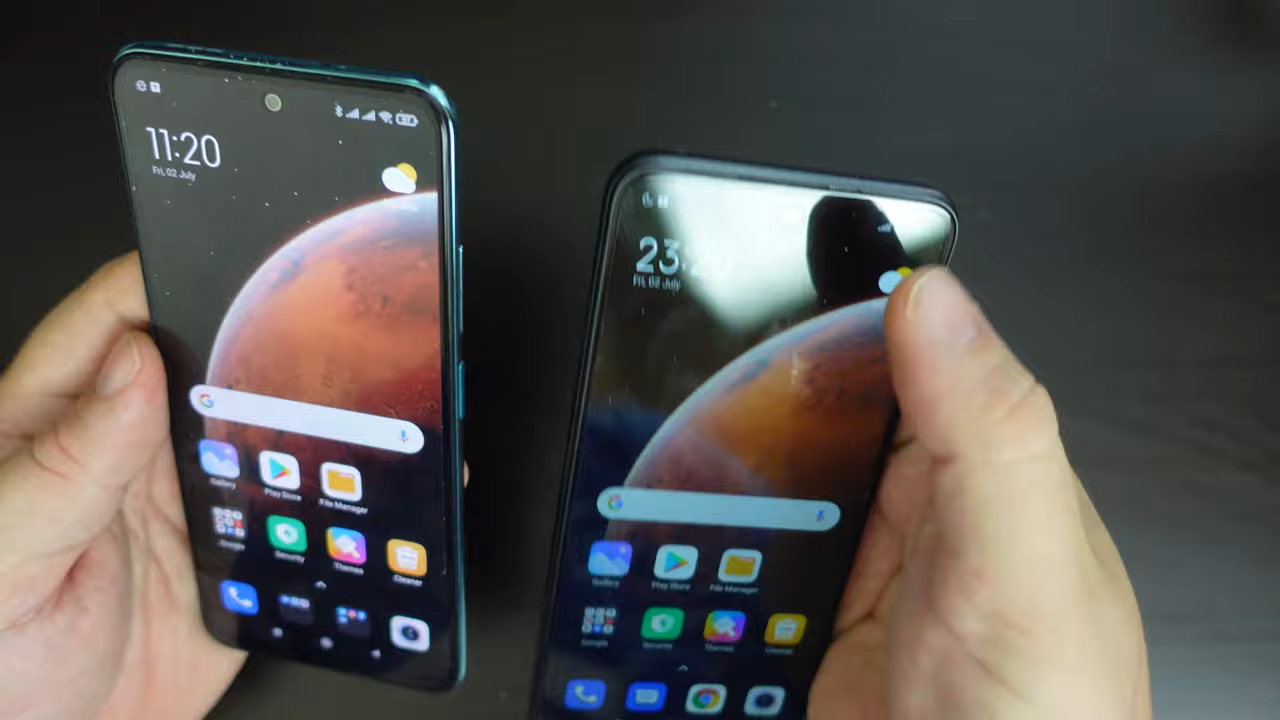 11:20
Fri, 02 July
Gallery
Play Store
File Manager
Google
Security
Themes
Cleaner
23:
Fri, 02 July
Gallery
Play Store
File Manager
Google
Security
Themes
Cleaner